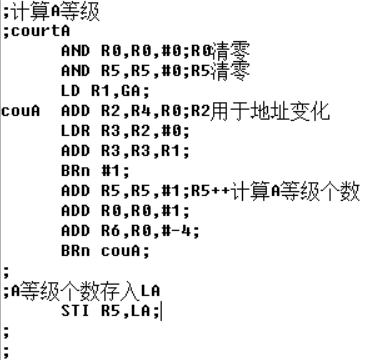 ;计算A等级
;courtA
AND R0,R0,#0;R0清零
AND R5,R5,#0;R5清零
LD R1,GA;
couA ADD R2,R4,R0;R2用于地址变化
LDR R3,R2,#0;
ADD R3,R3,R1;
BRn #1;
ADD R5,R5,#1;R5++计算A等级个数
ADD R0,R0,#1;
ADD R6,R0,#-4;
BRn couA;
;
;A等级个数存入LA
STI R5,LA;
;
;